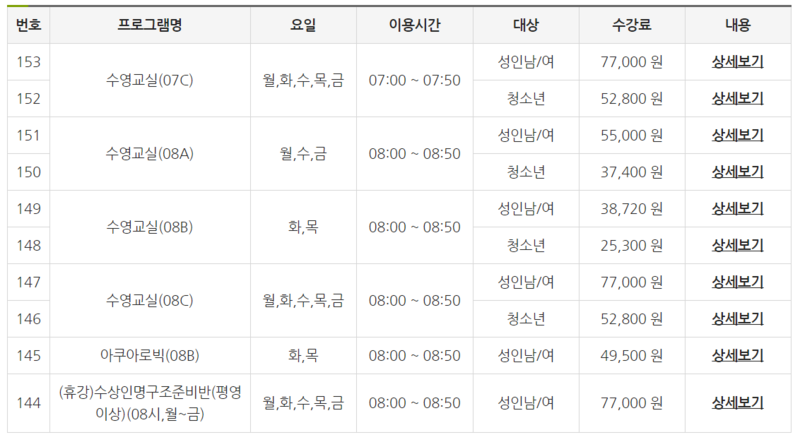 번호 프로그램명 요일 이용시간 대상 수강료 내용
153 수영교실(07C) 월,화,수,목,금 07:00 ~ 07:50 성인남/여 77,000 원 상세보기
152 청소년 52,800 원 상세보기
151 수영교실(08A) 월,수,금 08:00 ~ 08:50 성인남/여 55,000 원 상세보기
150 청소년 37,400 원 상세보기
149 수영교실(08B) 화,목 08:00 ~ 08:50 성인남/여 38,720 원 상세보기
148 청소년 25,300 원 상세보기
147 수영교실(08C) 월,화,수,목,금 08:00 ~ 08:50 성인남/여 77,000 원 상세보기
146 청소년 52,800 원 상세보기
145 아쿠아로빅(08B) 화,목 08:00 ~ 08:50 성인남/여 49,500 원 상세보기
144 (휴강)수상인명구조준비반(평영
이상)(08시,월~금) 월,화,수,목,금 08:00 ~ 08:50 성인남/여 77,000 원 상세보기